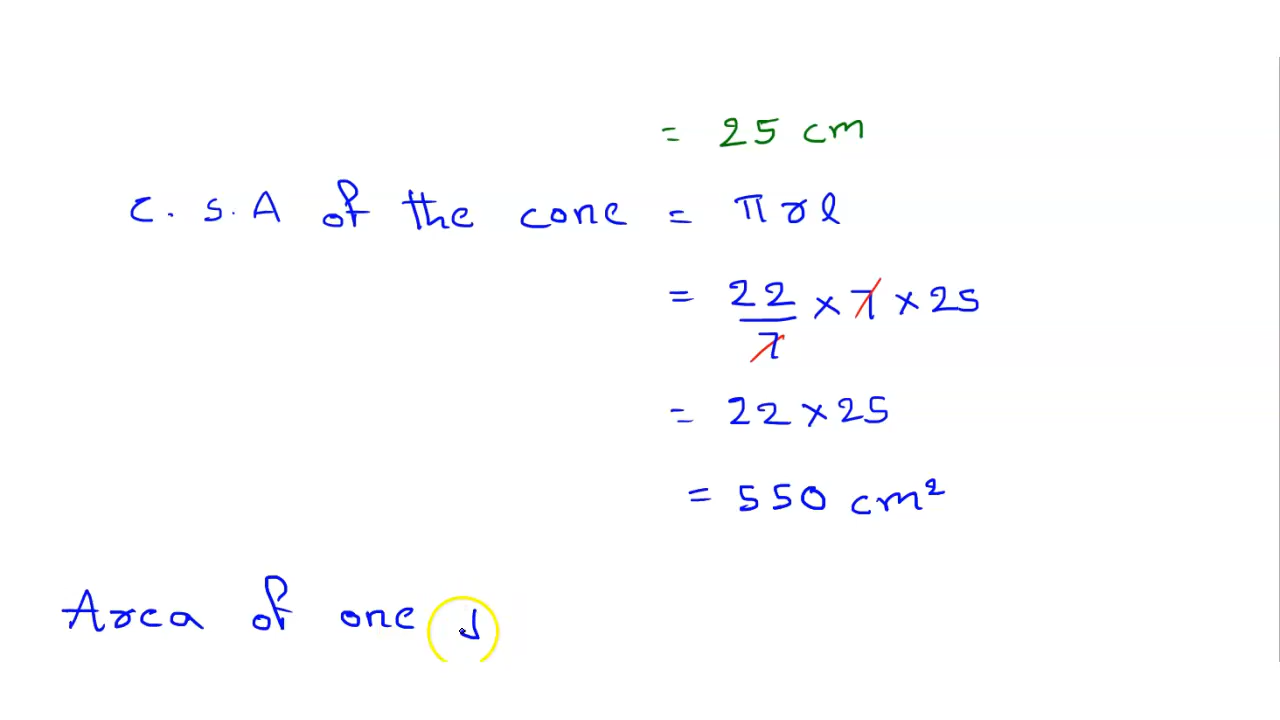 = 25 cm
C. S.A of the cone = πrl
= 22/7 × 7 × 25
= 22 × 25
= 550 cm²
Area of one